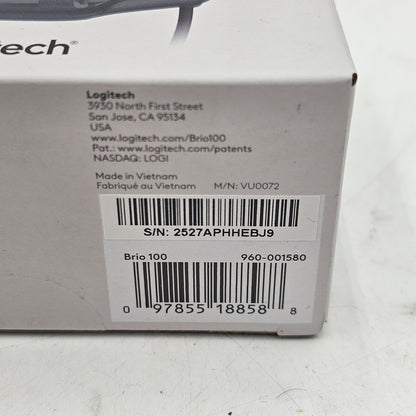 tech®
Logitech
3930 North First Street
San Jose, CA 95134
USA
www.logitech.com/Brio100
Pat.: www.logitech.com/patents
NASDAQ: LOGI
Made in Vietnam
Fabriqué au Vietnam M/N: VU0072
S/N: 2527APHHEBJ9
Brio 100 960-001580
0 97855 18858 8